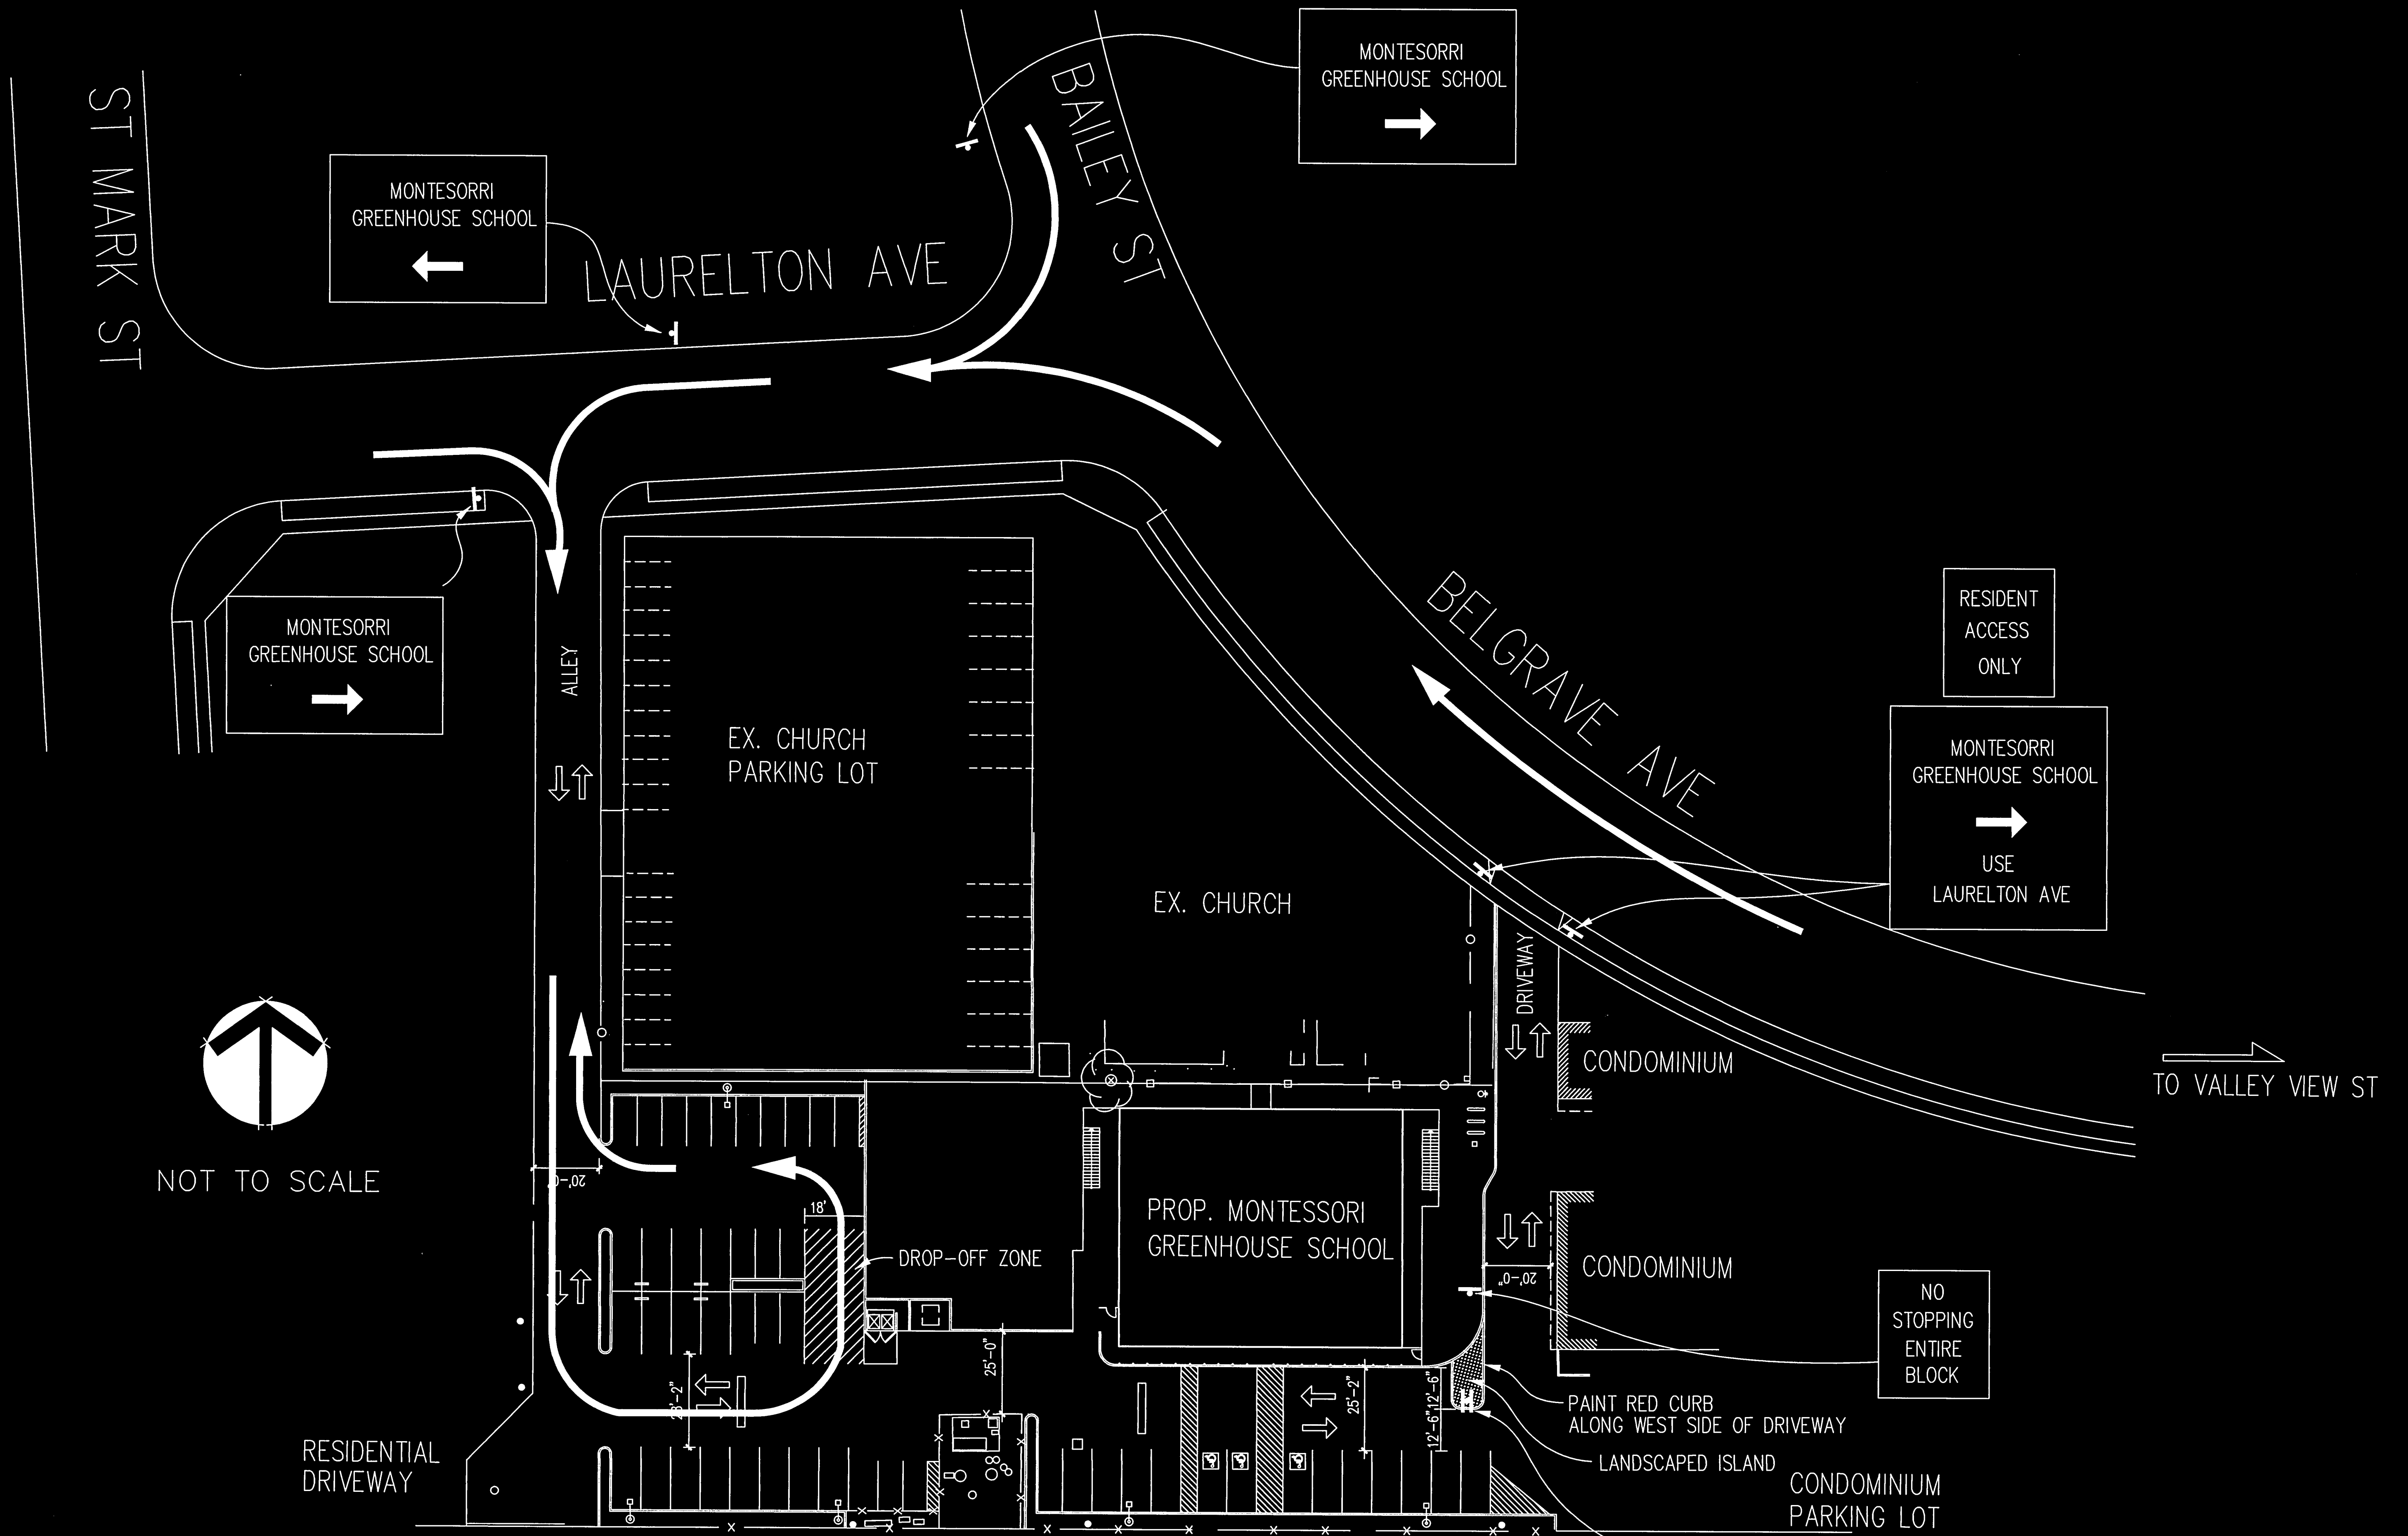 MONTESORRI
GREENHOUSE SCHOOL
BAILEY ST
ST MARK ST
MONTESORRI
GREENHOUSE SCHOOL
LAURELTON AVE
BELGRAVE AVE
RESIDENT
ACCESS
ONLY
MONTESORRI
GREENHOUSE SCHOOL
ALLEY
MONTESORRI
GREENHOUSE SCHOOL
USE
LAURELTON AVE
EX. CHURCH
PARKING LOT
EX. CHURCH
DRIVEWAY
CONDOMINIUM
TO VALLEY VIEW ST
NOT TO SCALE
20'-0"
18'
PROP. MONTESSORI
GREENHOUSE SCHOOL
DROP-OFF ZONE
CONDOMINIUM
20'-0"
NO
STOPPING
ENTIRE
BLOCK
25'-0"
25'-2"
12'-6"
12'-6"
PAINT RED CURB
ALONG WEST SIDE OF DRIVEWAY
LANDSCAPED ISLAND
RESIDENTIAL
DRIVEWAY
CONDOMINIUM
PARKING LOT